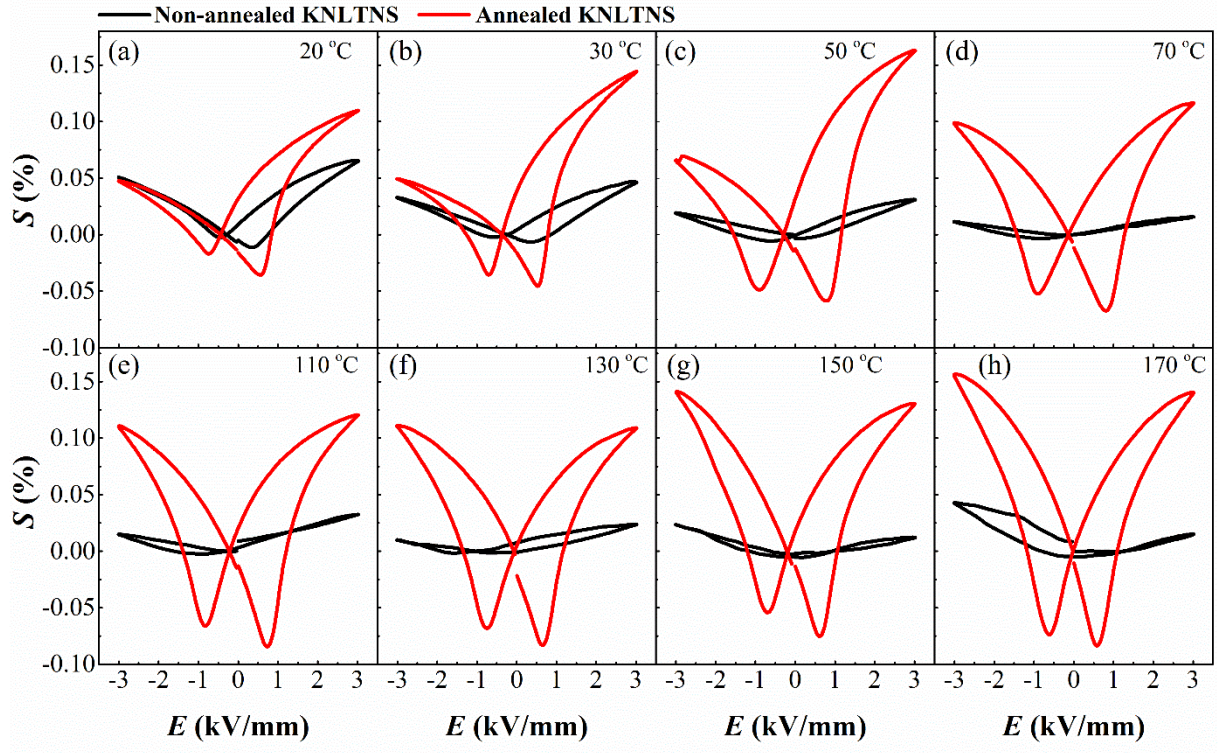 Non-annealed KNLTNS Annealed KNLTNS
(a) 20 °C (b) 30 °C (c) 50 °C (d) 70 °C
0.15
0.10
0.05
0.00
-0.05
-0.10
S (%)
(e) 110 °C (f) 130 °C (g) 150 °C (h) 170 °C
0.15
0.10
0.05
0.00
-0.05
-0.10
S (%)
-3 -2 -1 0 1 2 3 -3 -2 -1 0 1 2 3 -3 -2 -1 0 1 2 3 -3 -2 -1 0 1 2 3
E (kV/mm) E (kV/mm) E (kV/mm) E (kV/mm)